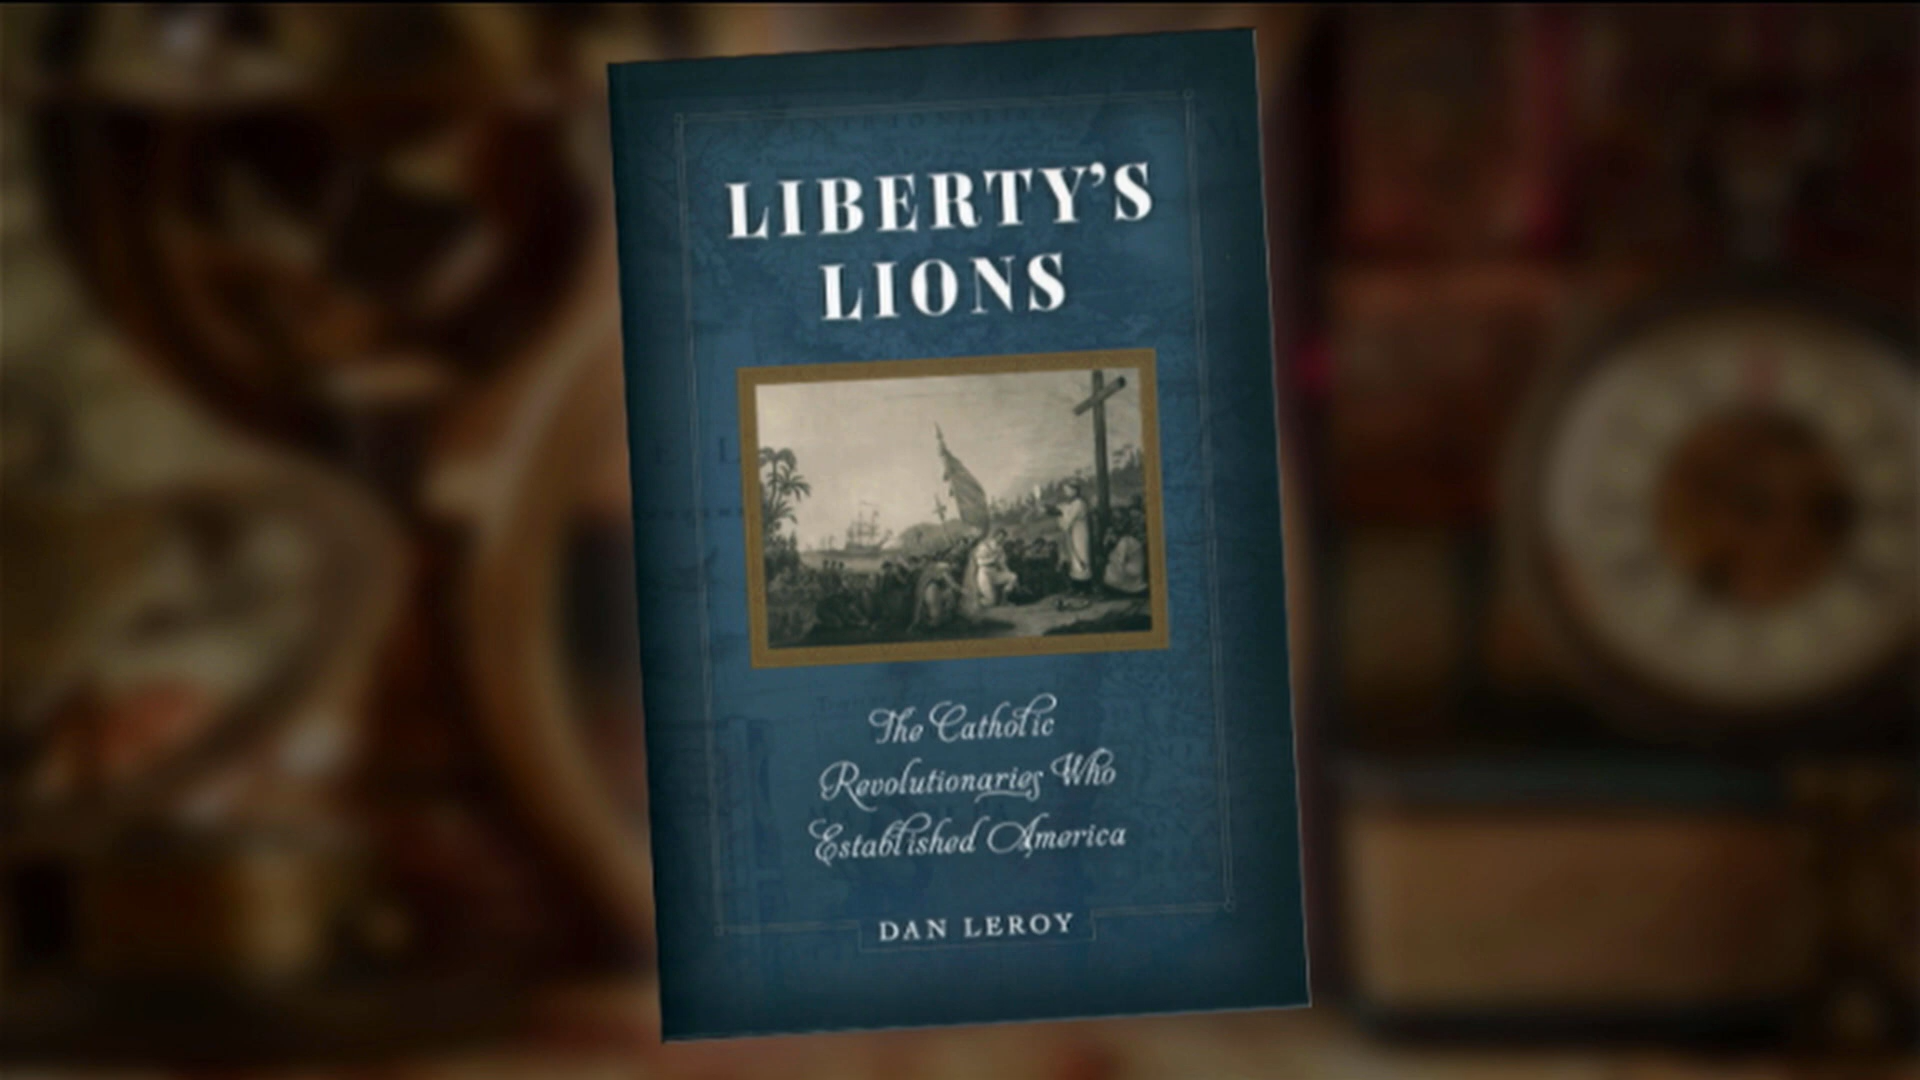 LIBERTY'S
LIONS
The Catholic
Revolutionaries Who
Established America
DAN LEROY